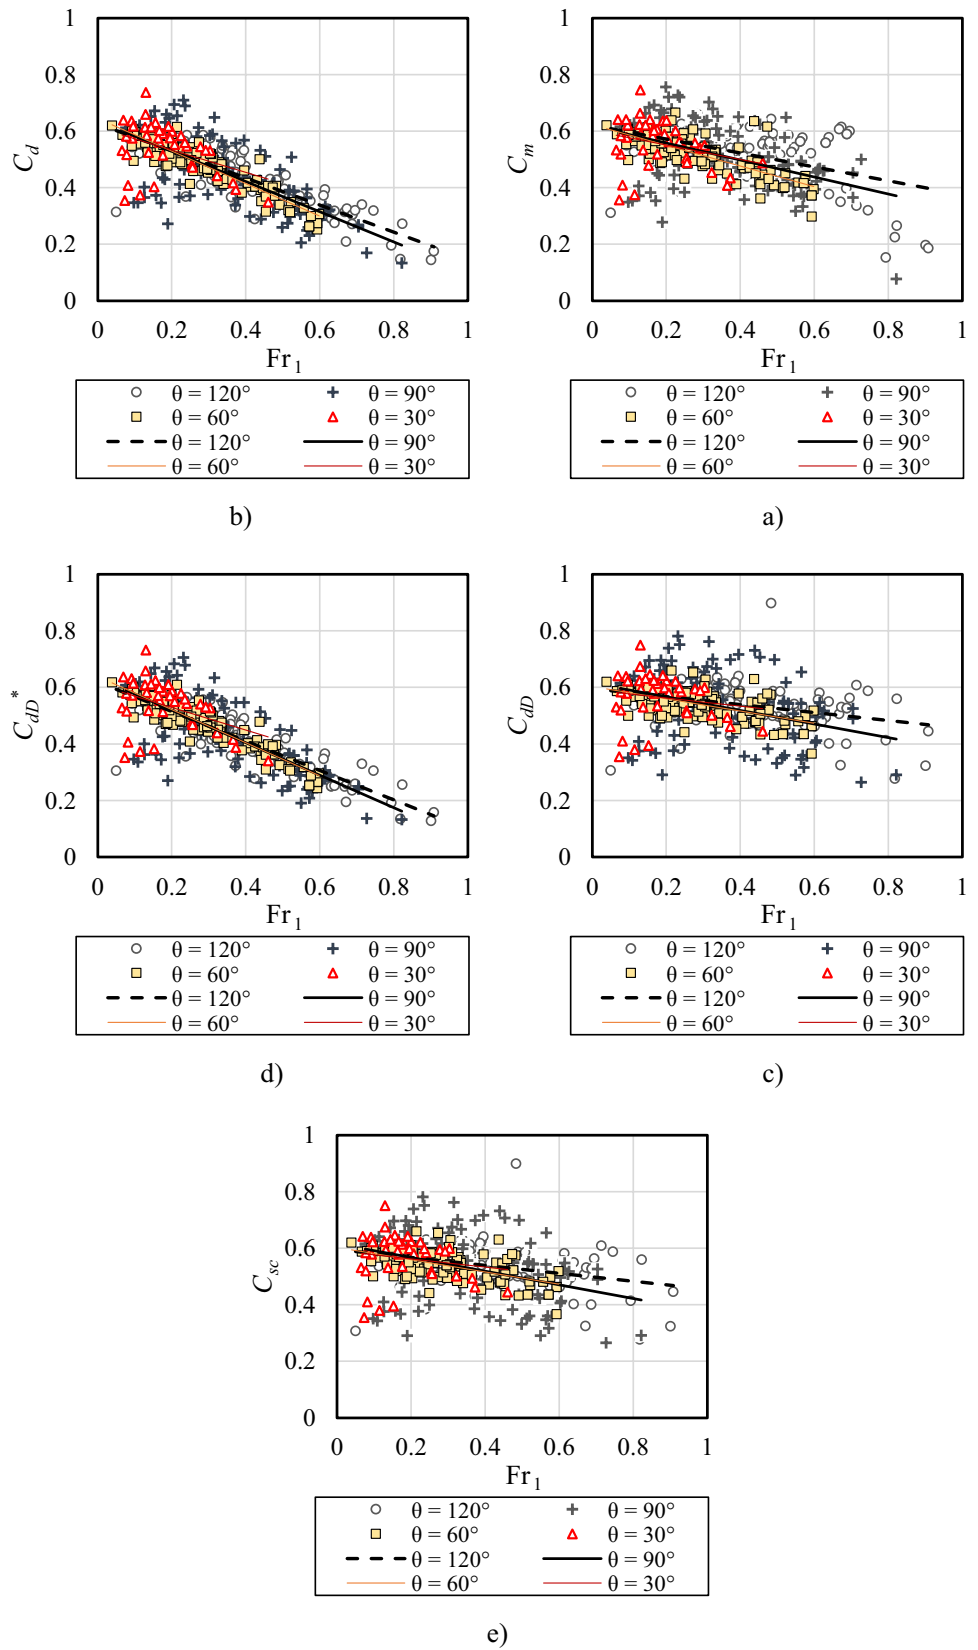 1
0.8
0.6
0.4
0.2
0
C_d
0 0.2 0.4 0.6 0.8 1
Fr_1
θ = 120° θ = 90°
θ = 60° θ = 30°
θ = 120° θ = 90°
θ = 60° θ = 30°
b)
1
0.8
0.6
0.4
0.2
0
C_m
0 0.2 0.4 0.6 0.8 1
Fr_1
θ = 120° θ = 90°
θ = 60° θ = 30°
θ = 120° θ = 90°
θ = 60° θ = 30°
a)
1
0.8
0.6
0.4
0.2
0
C_dD*
0 0.2 0.4 0.6 0.8 1
Fr_1
θ = 120° θ = 90°
θ = 60° θ = 30°
θ = 120° θ = 90°
θ = 60° θ = 30°
d)
1
0.8
0.6
0.4
0.2
0
C_dD
0 0.2 0.4 0.6 0.8 1
Fr_1
θ = 120° θ = 90°
θ = 60° θ = 30°
θ = 120° θ = 90°
θ = 60° θ = 30°
c)
1
0.8
0.6
0.4
0.2
0
C_sc
0 0.2 0.4 0.6 0.8 1
Fr_1
θ = 120° θ = 90°
θ = 60° θ = 30°
θ = 120° θ = 90°
θ = 60° θ = 30°
e)